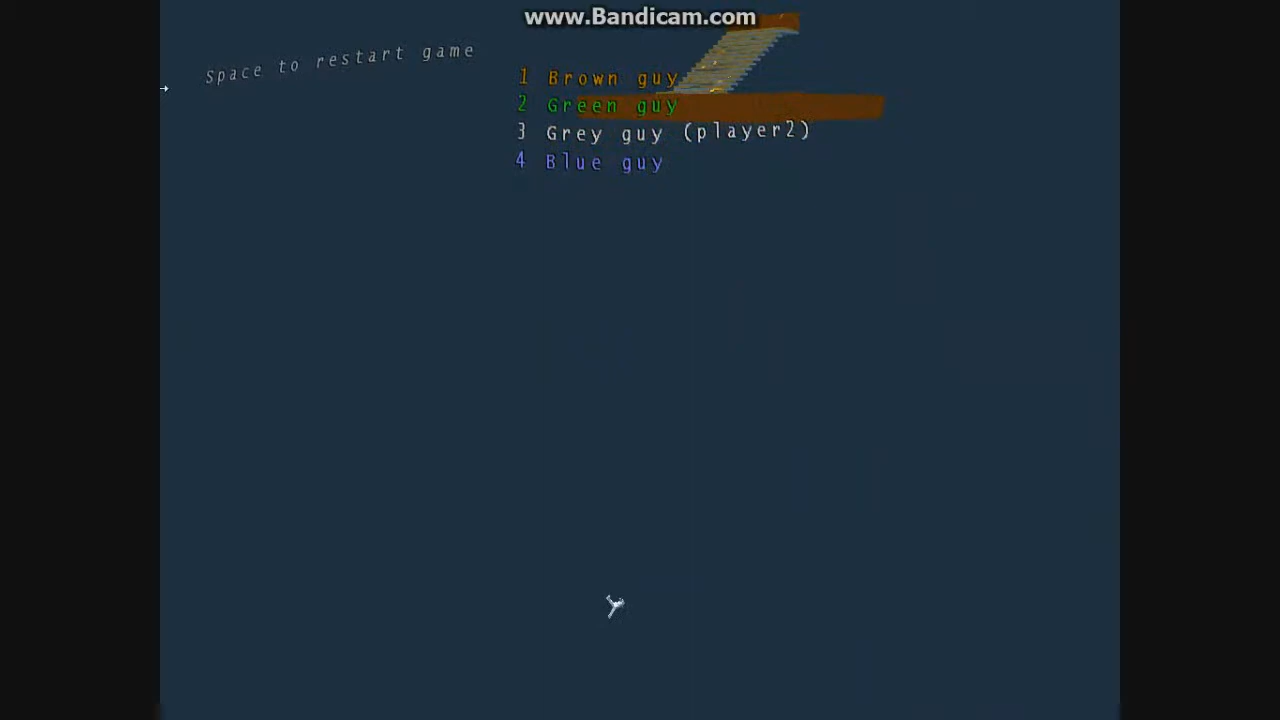 www.Bandicam.com
Space to restart game
1 Brown guy
2 Green guy
3 Grey guy (player2)
4 Blue guy